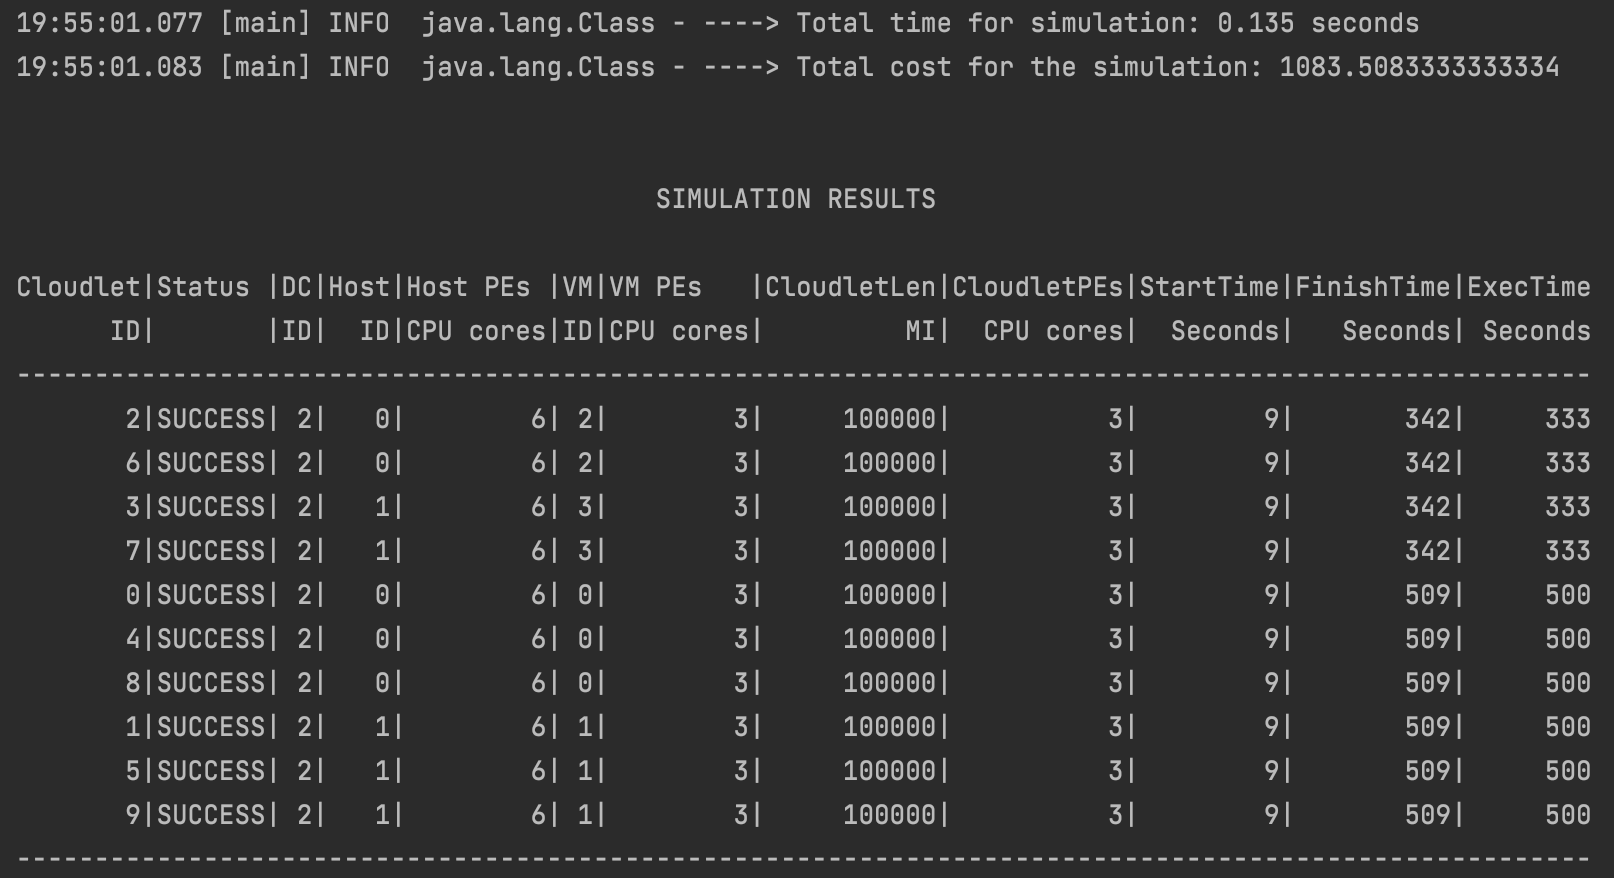 19:55:01.077 [main] INFO  java.lang.Class - ----> Total time for simulation: 0.135 seconds
19:55:01.083 [main] INFO  java.lang.Class - ----> Total cost for the simulation: 1083.5083333333334
SIMULATION RESULTS
Cloudlet|Status |DC|Host|Host PEs |VM|VM PEs   |CloudletLen|CloudletPEs|StartTime|FinishTime|ExecTime
      ID|       |ID|  ID|CPU cores|ID|CPU cores|         MI|  CPU cores|  Seconds|   Seconds| Seconds
-----------------------------------------------------------------------------------------------------
       2|SUCCESS| 2|   0|        6| 2|        3|     100000|          3|        9|       342|     333
       6|SUCCESS| 2|   0|        6| 2|        3|     100000|          3|        9|       342|     333
       3|SUCCESS| 2|   1|        6| 3|        3|     100000|          3|        9|       342|     333
       7|SUCCESS| 2|   1|        6| 3|        3|     100000|          3|        9|       342|     333
       0|SUCCESS| 2|   0|        6| 0|        3|     100000|          3|        9|       509|     500
       4|SUCCESS| 2|   0|        6| 0|        3|     100000|          3|        9|       509|     500
       8|SUCCESS| 2|   0|        6| 0|        3|     100000|          3|        9|       509|     500
       1|SUCCESS| 2|   1|        6| 1|        3|     100000|          3|        9|       509|     500
       5|SUCCESS| 2|   1|        6| 1|        3|     100000|          3|        9|       509|     500
       9|SUCCESS| 2|   1|        6| 1|        3|     100000|          3|        9|       509|     500
-----------------------------------------------------------------------------------------------------